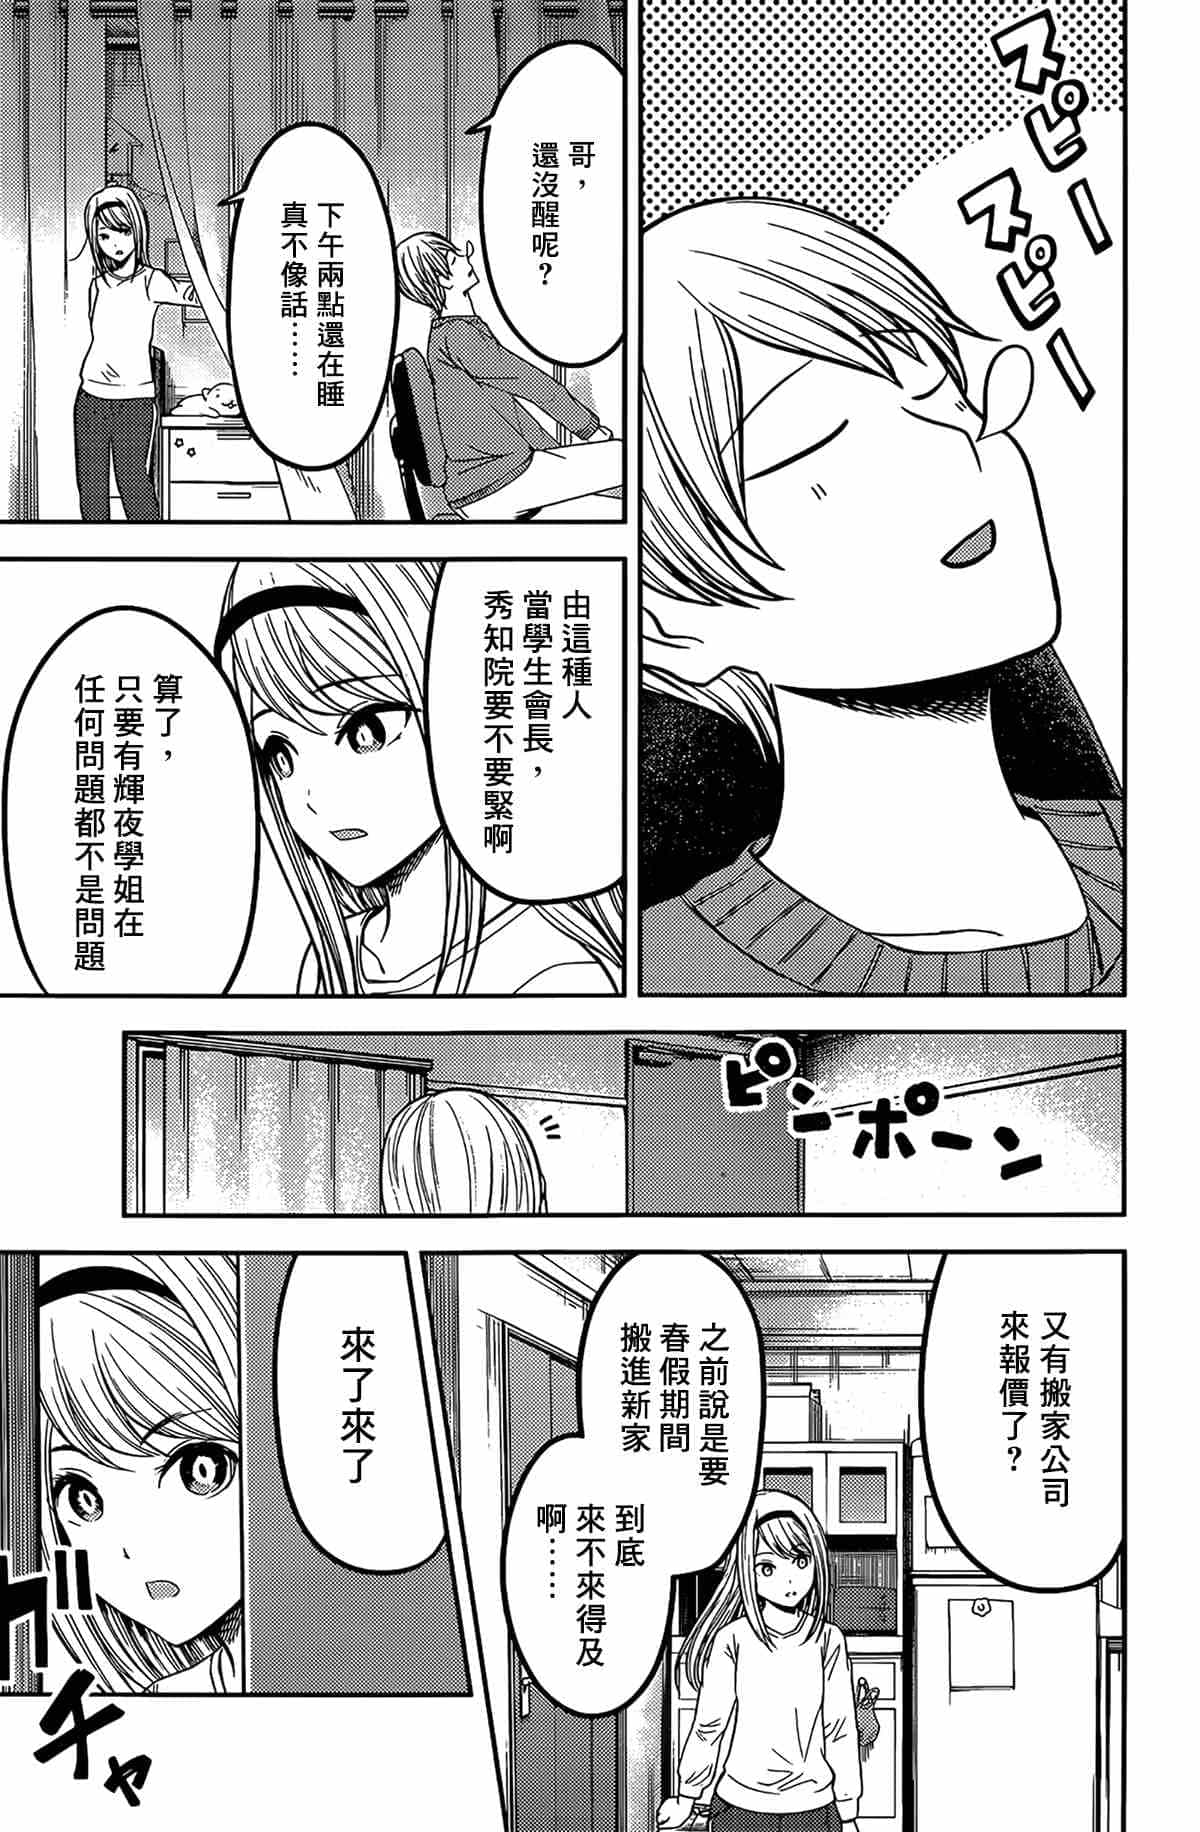 スピー
スピー
哥，
還沒醒呢？
下午兩點還在睡
真不像話……
由這種人
當學生會長，
秀知院要不要緊啊
算了，
只要有輝夜學姐在
任何問題都不是問題
ピンポーン
又有搬家公司
來報價了？
之前說是要
春假期間
搬進新家
到底
來不來得及
啊……
來了來了
ガ
チャ